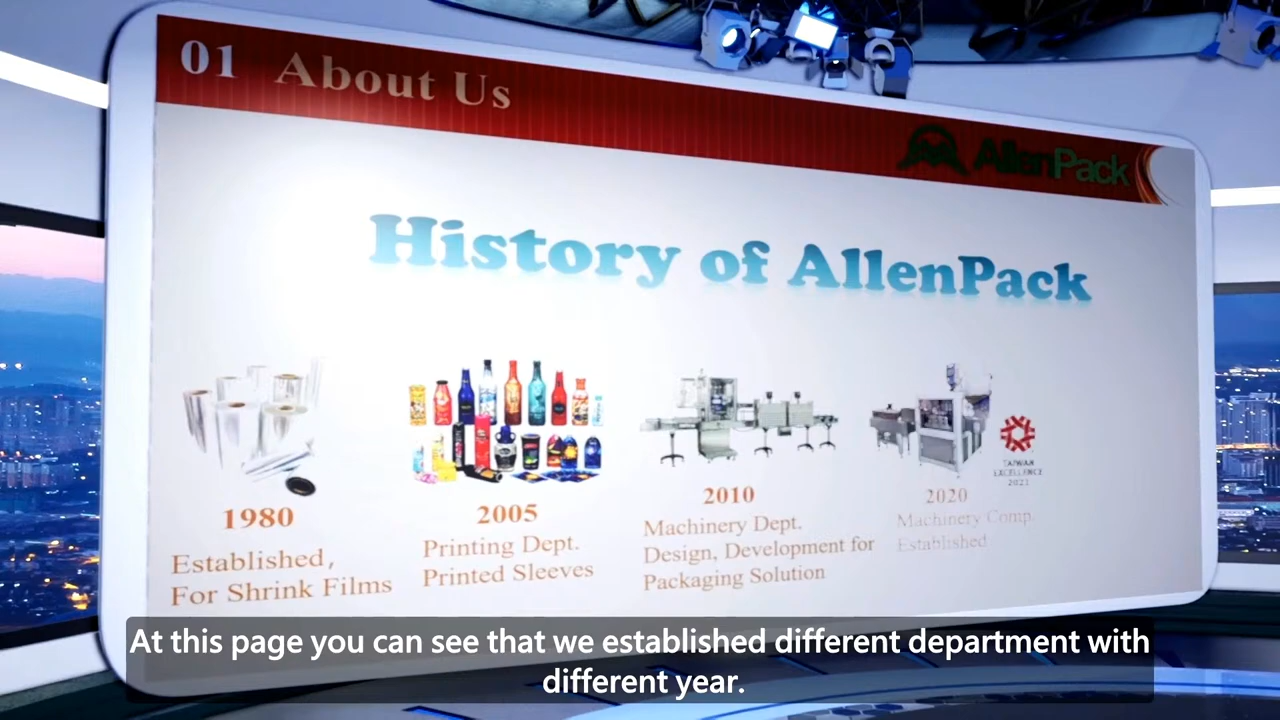 01 About Us
AllenPack
History of AllenPack
1980
Established,
For Shrink Films
2005
Printing Dept.
Printed Sleeves
2010
Machinery Dept.
Design, Development for
Packaging Solution
TAIWAN
EXCELLENCE
2021
2020
Machinery Comp.
Established
At this page you can see that we established different department with
different year.